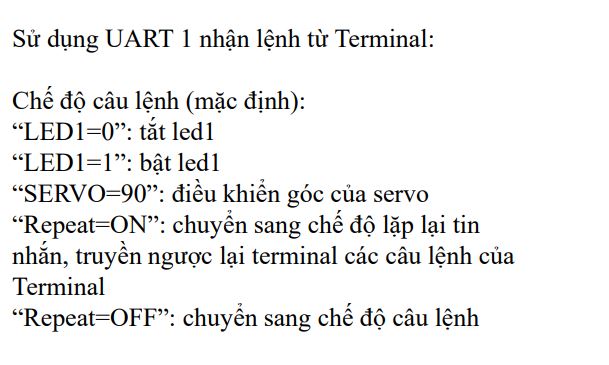 Sử dụng UART 1 nhận lệnh từ Terminal:
Chế độ câu lệnh (mặc định):
“LED1=0”: tắt led1
“LED1=1”: bật led1
“SERVO=90”: điều khiển góc của servo
“Repeat=ON”: chuyển sang chế độ lặp lại tin
nhắn, truyền ngược lại terminal các câu lệnh của
Terminal
“Repeat=OFF”: chuyển sang chế độ câu lệnh